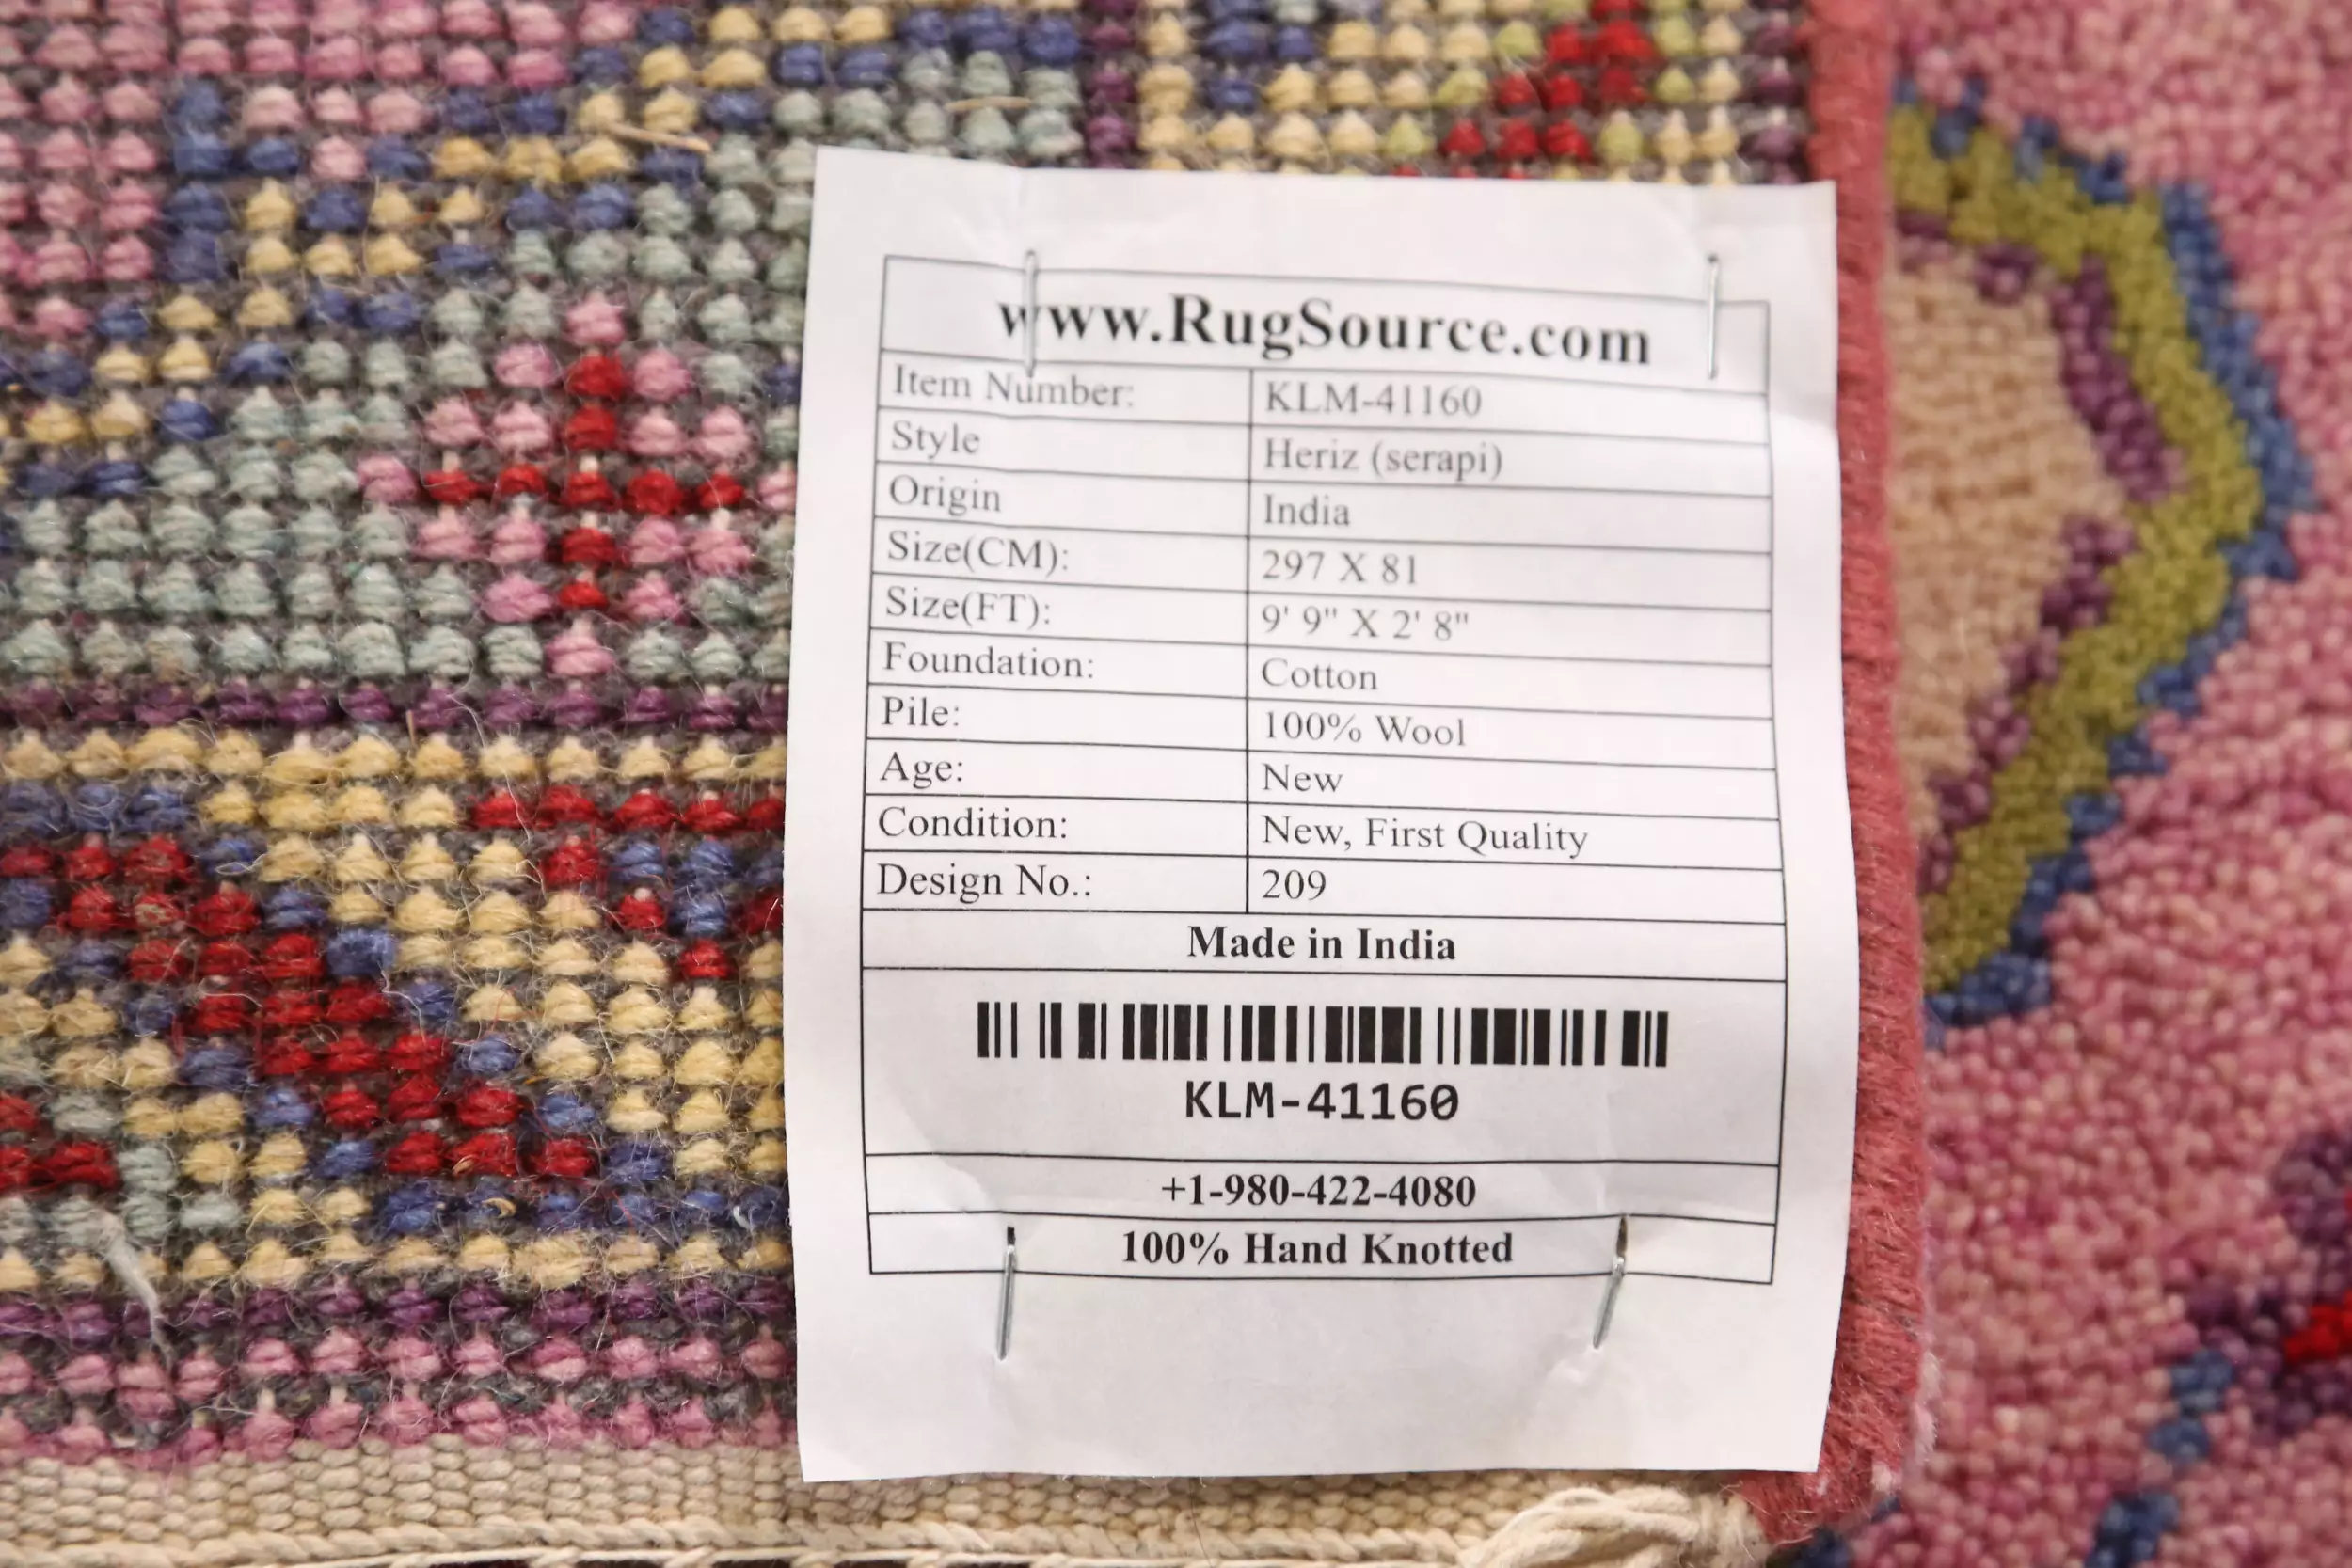 www.RugSource.com
Item Number: KLM-41160
Style Heriz (serapi)
Origin India
Size(CM): 297 X 81
Size(FT): 9' 9" X 2' 8"
Foundation: Cotton
Pile: 100% Wool
Age: New
Condition: New, First Quality
Design No.: 209
Made in India
KLM-41160
+1-980-422-4080
100% Hand Knotted